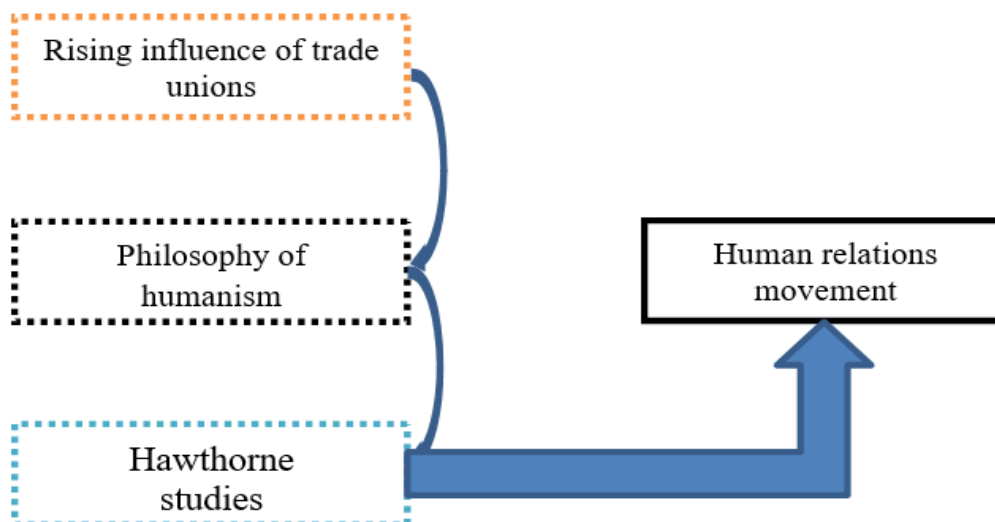 Rising influence of trade
unions
Philosophy of
humanism
Human relations
movement
Hawthorne
studies